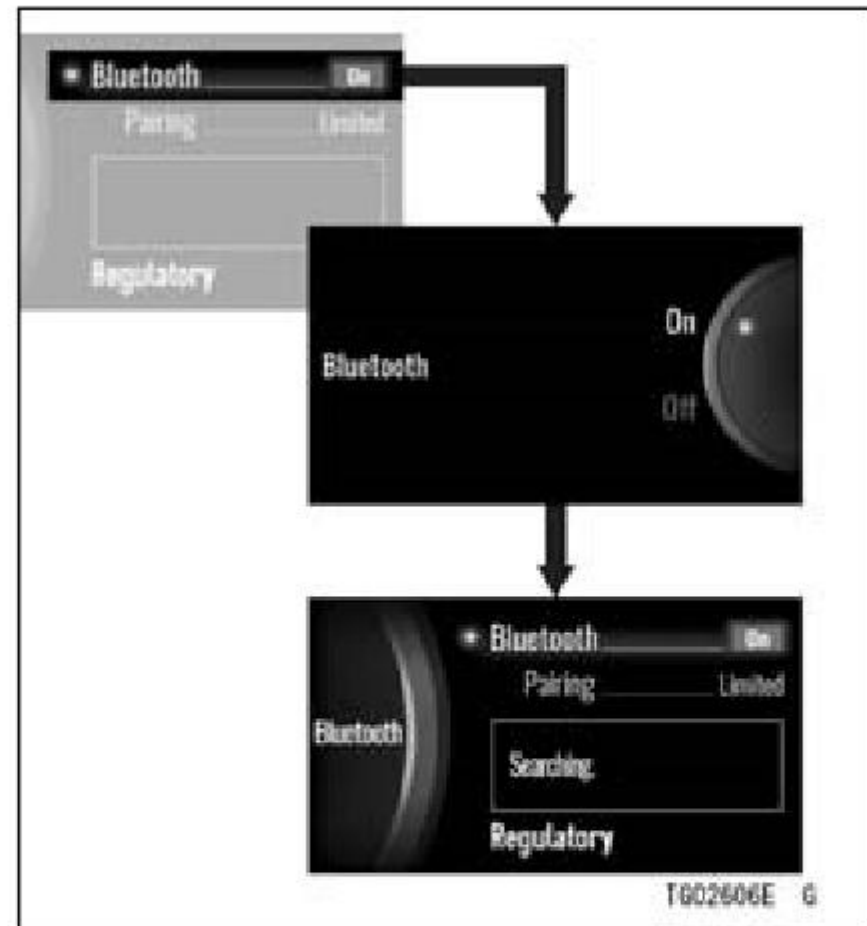 Bluetooth On
Pairing Limited
Regulatory
Bluetooth
On
Off
Bluetooth
Bluetooth On
Pairing Limited
Searching.
Regulatory
TG02606E G